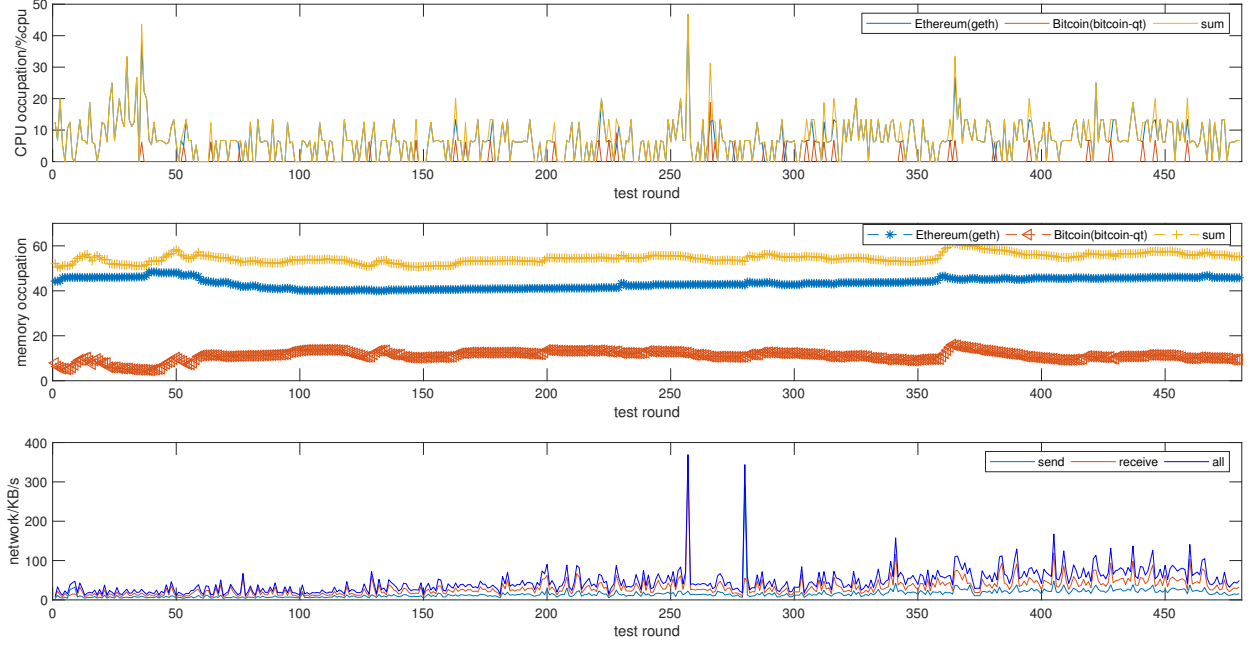 50
40
30
20
10
0
CPU occupation/%cpu
Ethereum(geth) Bitcoin(bitcoin-qt) sum
0 50 100 150 200 250 300 350 400 450
test round
60
40
20
0
memory occupation
Ethereum(geth) Bitcoin(bitcoin-qt) sum
0 50 100 150 200 250 300 350 400 450
test round
400
300
200
100
0
network/KB/s
send receive all
0 50 100 150 200 250 300 350 400 450
test round